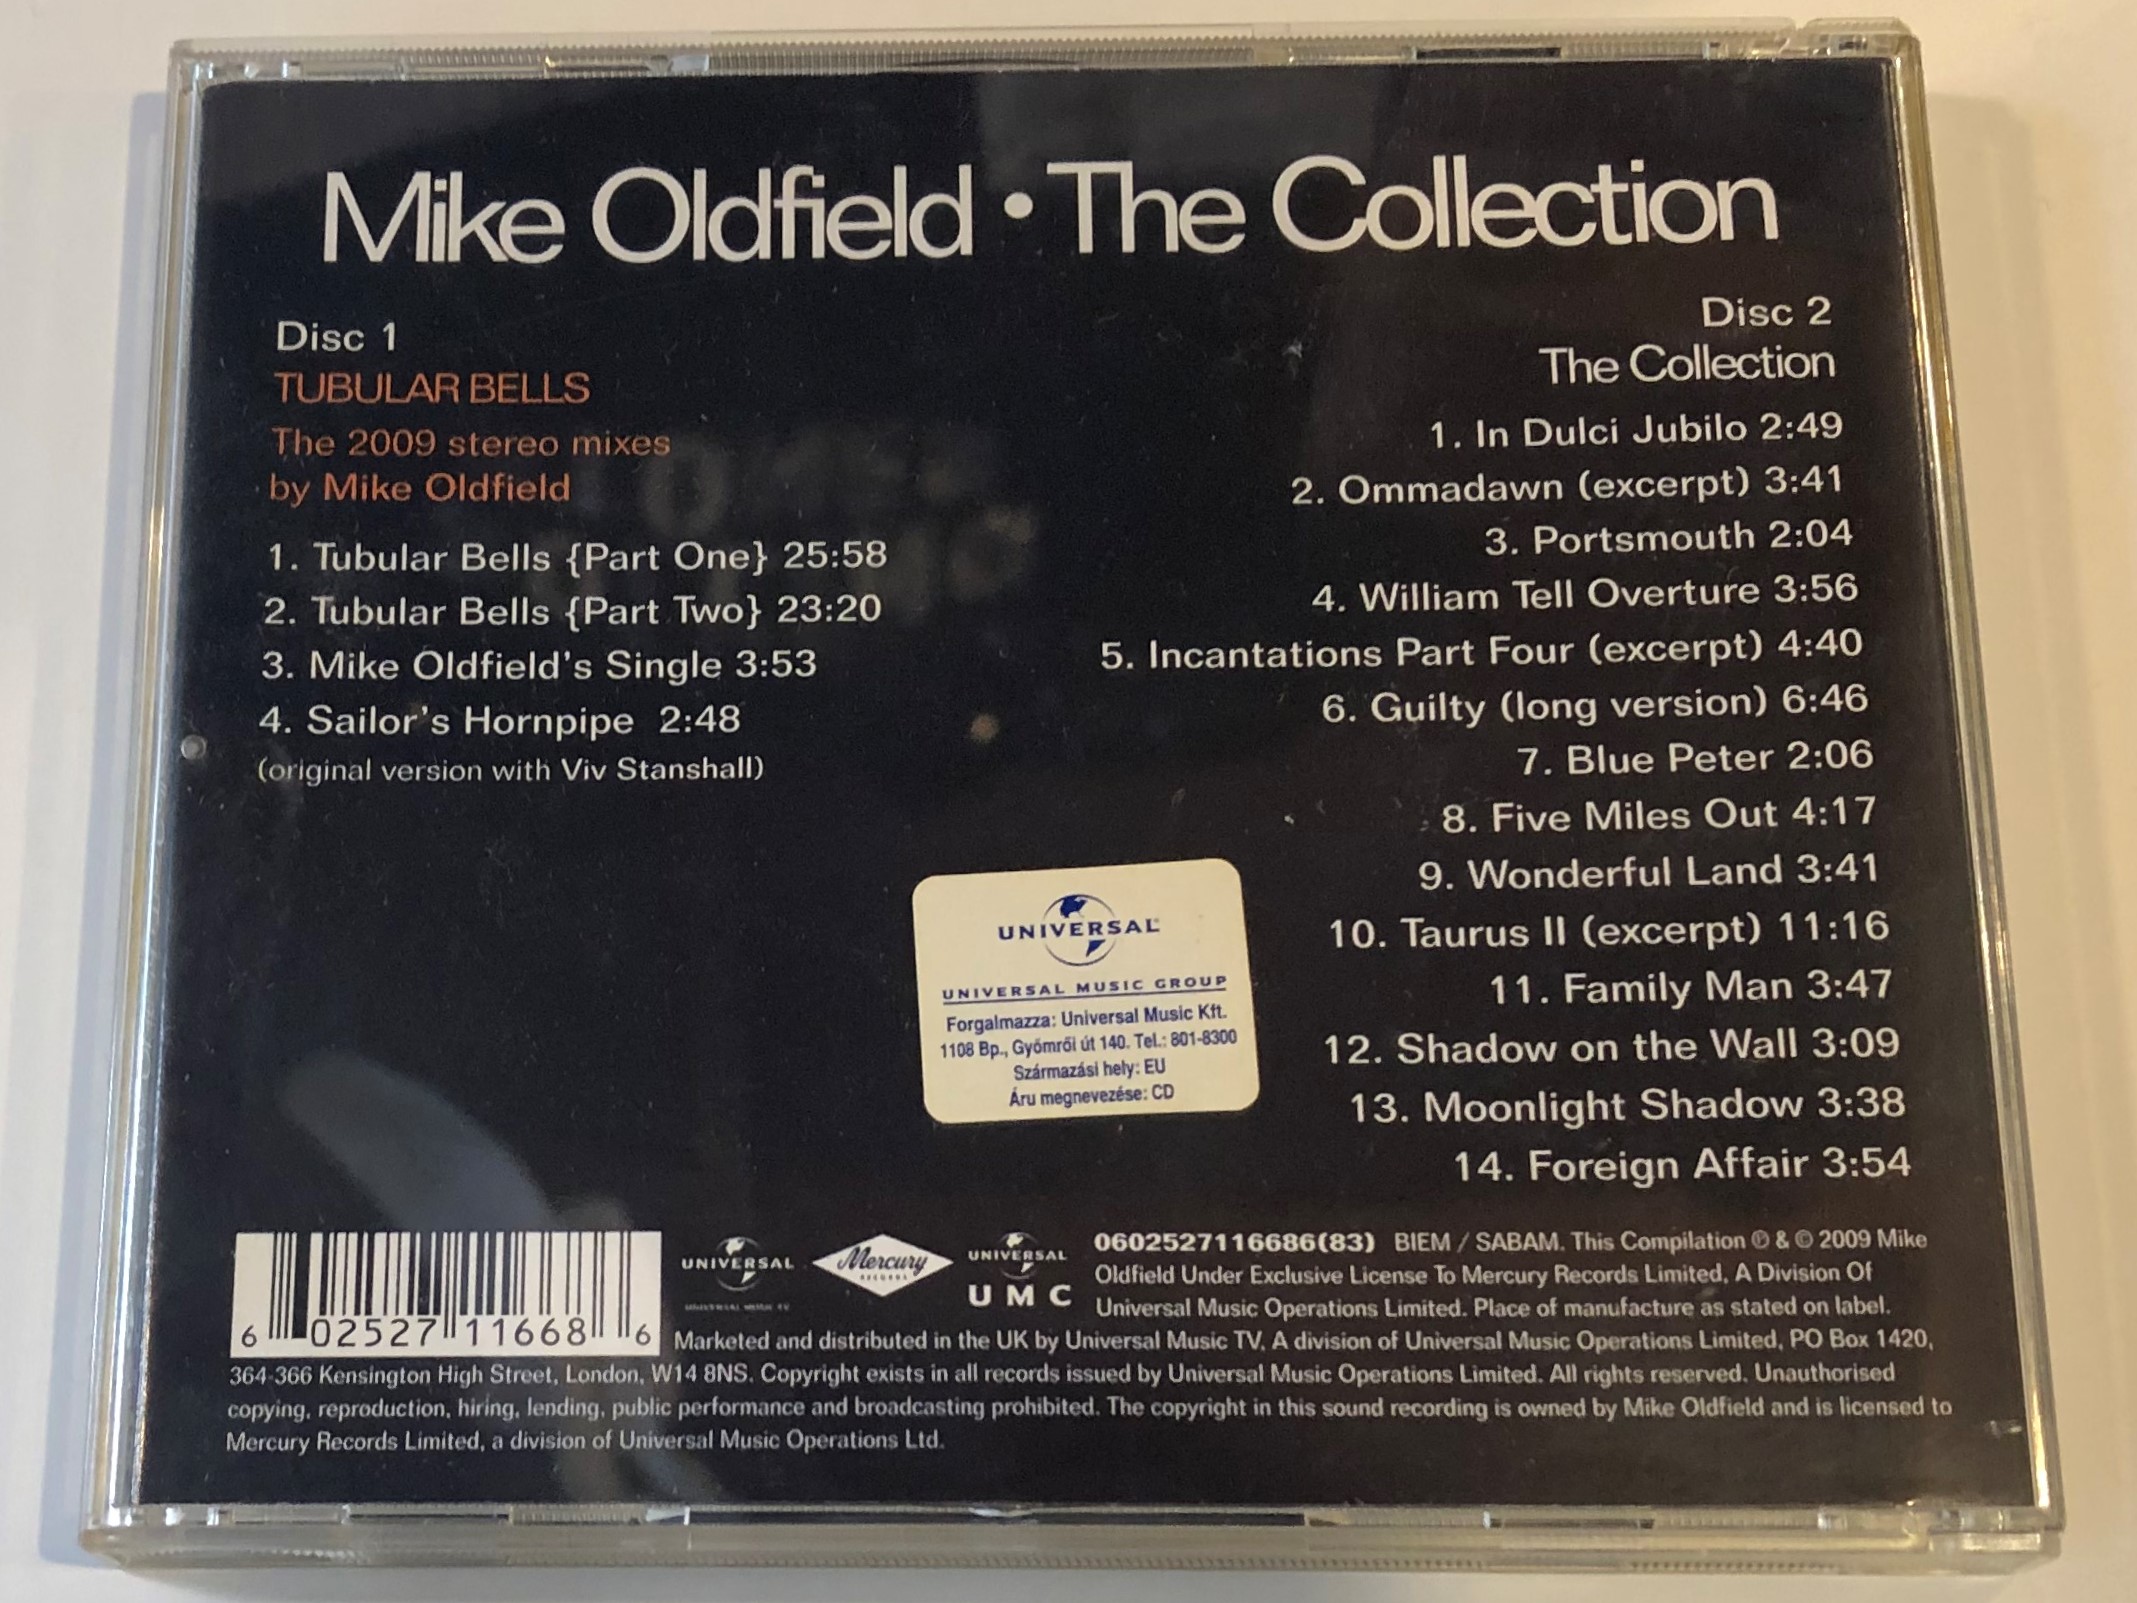 Mike Oldfield • The Collection
Disc 1
TUBULAR BELLS
The 2009 stereo mixes
by Mike Oldfield
1. Tubular Bells {Part One} 25:58
2. Tubular Bells {Part Two} 23:20
3. Mike Oldfield's Single 3:53
4. Sailor's Hornpipe 2:48
(original version with Viv Stanshall)
Disc 2
The Collection
1. In Dulci Jubilo 2:49
2. Ommadawn (excerpt) 3:41
3. Portsmouth 2:04
4. William Tell Overture 3:56
5. Incantations Part Four (excerpt) 4:40
6. Guilty (long version) 6:46
7. Blue Peter 2:06
8. Five Miles Out 4:17
9. Wonderful Land 3:41
10. Taurus II (excerpt) 11:16
11. Family Man 3:47
12. Shadow on the Wall 3:09
13. Moonlight Shadow 3:38
14. Foreign Affair 3:54
UNIVERSAL
UNIVERSAL MUSIC GROUP
Forgalmazza: Universal Music Kft.
1108 Bp., Gyömrői út 140. Tel.: 801-8300
Származási hely: EU
Áru megnevezése: CD
6 02527 11668 6
UNIVERSAL
UNIVERSAL MUSIC TV
Mercury
RECORDS
UNIVERSAL
UMC
0602527116686(83) BIEM / SABAM. This Compilation ℗ & © 2009 Mike
Oldfield Under Exclusive License To Mercury Records Limited, A Division Of
Universal Music Operations Limited. Place of manufacture as stated on label.
Marketed and distributed in the UK by Universal Music TV, A division of Universal Music Operations Limited, PO Box 1420,
364-366 Kensington High Street, London, W14 8NS. Copyright exists in all records issued by Universal Music Operations Limited. All rights reserved. Unauthorised
copying, reproduction, hiring, lending, public performance and broadcasting prohibited. The copyright in this sound recording is owned by Mike Oldfield and is licensed to
Mercury Records Limited, a division of Universal Music Operations Ltd.